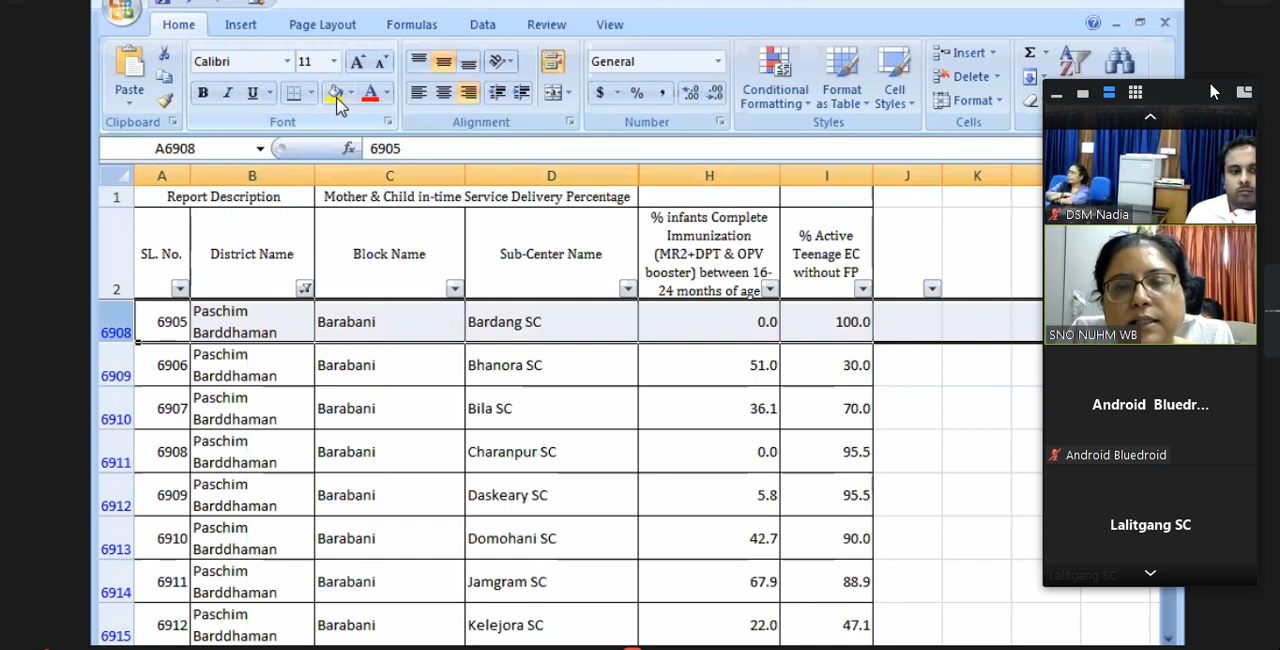 Home Insert Page Layout Formulas Data Review View
Calibri 11 A A General Σ Insert
Paste B I U A $ % , Conditional Formatting Format as Table Cell Styles Delete
Format
Clipboard Font Alignment Number Styles Cells
A6908 fx 6905
A B C D H I J K
1 Report Description Mother & Child in-time Service Delivery Percentage
2 SL. No. District Name Block Name Sub-Center Name % infants Complete Immunization (MR2+DPT & OPV booster) between 16-24 months of age % Active Teenage EC without FP
6908 6905 Paschim Barddhaman Barabani Bardang SC 0.0 100.0
6909 6906 Paschim Barddhaman Barabani Bhanora SC 51.0 30.0
6910 6907 Paschim Barddhaman Barabani Bila SC 36.1 70.0
6911 6908 Paschim Barddhaman Barabani Charanpur SC 0.0 95.5
6912 6909 Paschim Barddhaman Barabani Daskeary SC 5.8 95.5
6913 6910 Paschim Barddhaman Barabani Domohani SC 42.7 90.0
6914 6911 Paschim Barddhaman Barabani Jamgram SC 67.9 88.9
6915 6912 Paschim Barddhaman Barabani Kelejora SC 22.0 47.1
DSM Nadia
SNO NUHM WB
Android Bluedr...
Android Bluedroid
Lalitgang SC
Lalitgang SC